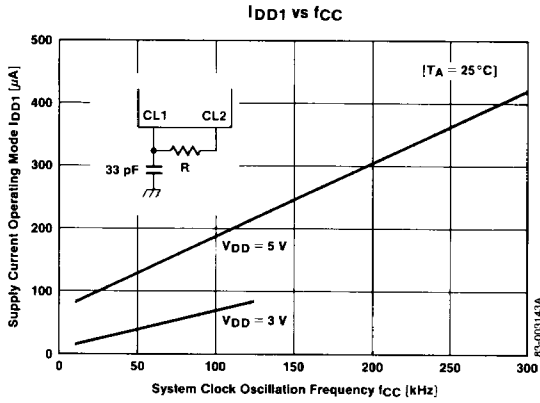 IDD1 vs fCC
Supply Current Operating Mode IDD1 [μA]
500
400
300
200
100
0
[TA = 25°C]
CL1 CL2
33 pF
R
VDD = 5 V
VDD = 3 V
0 50 100 150 200 250 300
System Clock Oscillation Frequency fCC [kHz]
83-003143A